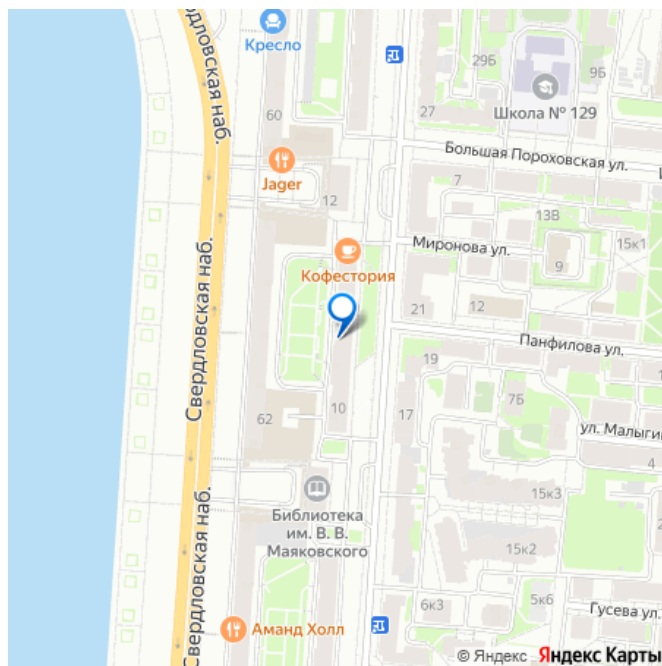 рдловская наб.
Кресло
29Б
9Б
Школа № 129
60
27
Большая Пороховская ул.
И
Jager
12
7
13В
Миронова ул.
15к1
Кофестория
9
21
12
Панфилова ул.
Свердловская наб.
19
7Б
62
10
17
ул. Малыги
4
15к3
Библиотека
им. В. В.
Маяковского
15к2
Свердловская наб.
5к6
6к3
Гусева ул.
Аманд Холл
© Яндекс Яндекс Карты